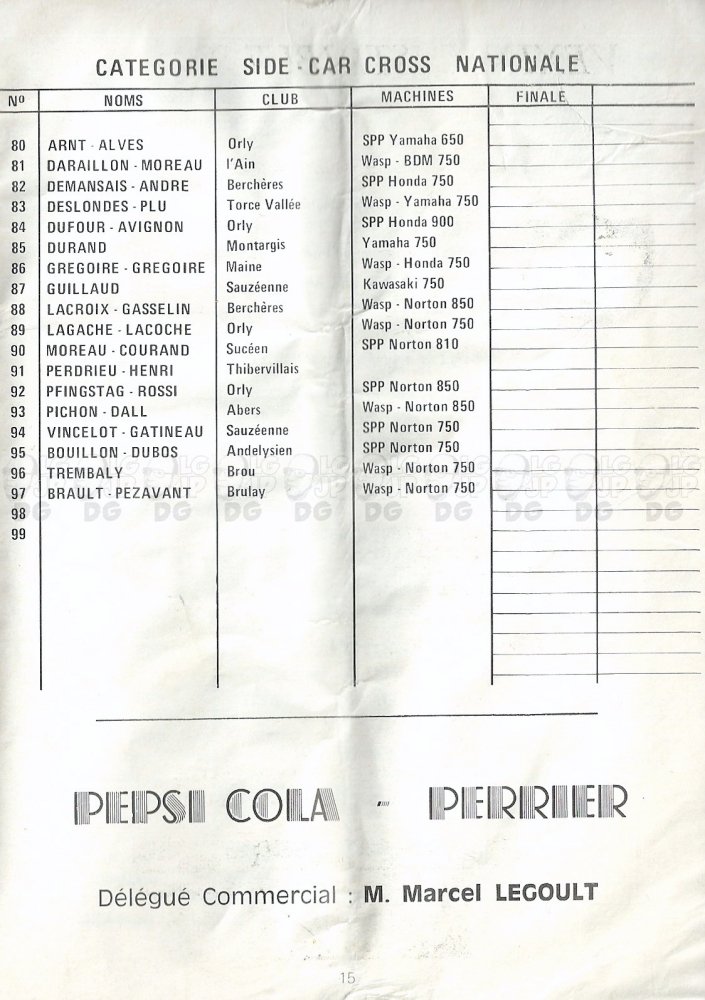 CATEGORIE SIDE-CAR CROSS NATIONALE
Nº NOMS CLUB MACHINES FINALE
80 ARNT - ALVES Orly SPP Yamaha 650
81 DARAILLON - MOREAU l'Ain Wasp - BDM 750
82 DEMANSAIS - ANDRE Berchères SPP Honda 750
83 DESLONDES - PLU Torce Vallée Wasp - Yamaha 750
84 DUFOUR - AVIGNON Orly SPP Honda 900
85 DURAND Montargis Yamaha 750
86 GREGOIRE - GREGOIRE Maine Wasp - Honda 750
87 GUILLAUD Sauzéenne Kawasaki 750
88 LACROIX - GASSELIN Berchères Wasp - Norton 850
89 LAGACHE - LACOCHE Orly Wasp - Norton 750
90 MOREAU - COURAND Sucéen SPP Norton 810
91 PERDRIEU - HENRI Thibervillais
92 PFINGSTAG - ROSSI Orly SPP Norton 850
93 PICHON - DALL Abers Wasp - Norton 850
94 VINCELOT - GATINEAU Sauzéenne SPP Norton 750
95 BOUILLON - DUBOS Andelysien SPP Norton 750
96 TREMBALY Brou Wasp - Norton 750
97 BRAULT - PEZAVANT Brulay Wasp - Norton 750
98
99
PEPSI COLA - PERRIER
Délégué Commercial : M. Marcel LEGOULT
15